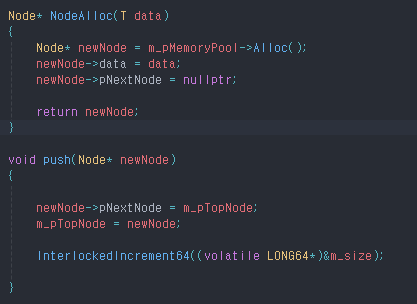 Node* NodeAlloc(T data)
{
    Node* newNode = m_pMemoryPool->Alloc();
    newNode->data = data;
    newNode->pNextNode = nullptr;

    return newNode;
}

void push(Node* newNode)
{

    newNode->pNextNode = m_pTopNode;
    m_pTopNode = newNode;

    InterlockedIncrement64((volatile LONG64*)&m_size);

}